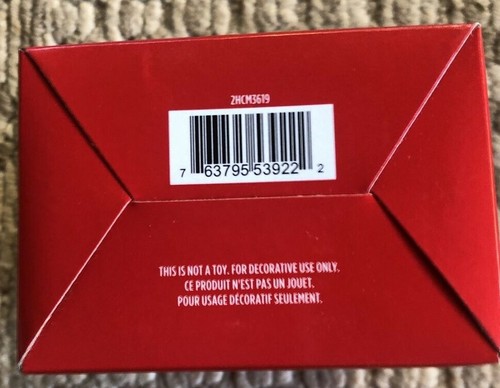 2HCM3619
7 63795 53922 2
THIS IS NOT A TOY. FOR DECORATIVE USE ONLY.
CE PRODUIT N'EST PAS UN JOUET.
POUR USAGE DÉCORATIF SEULEMENT.